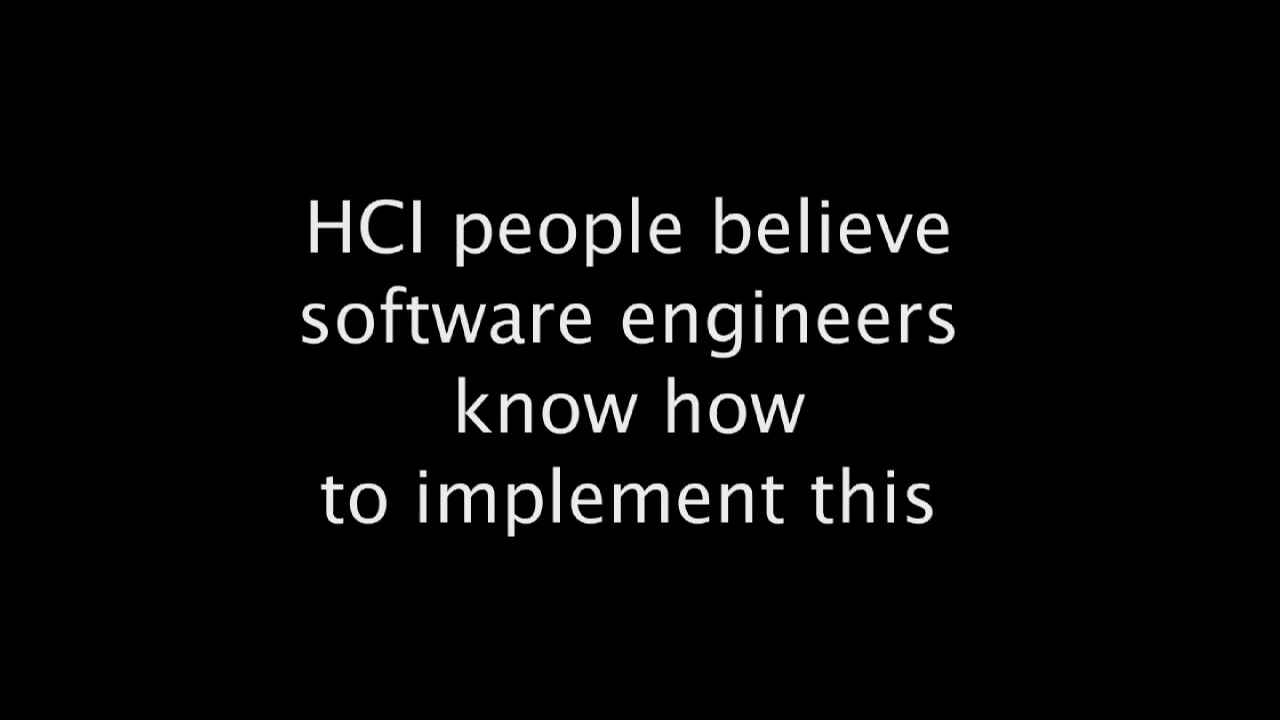 HCI people believe
software engineers
know how
to implement this